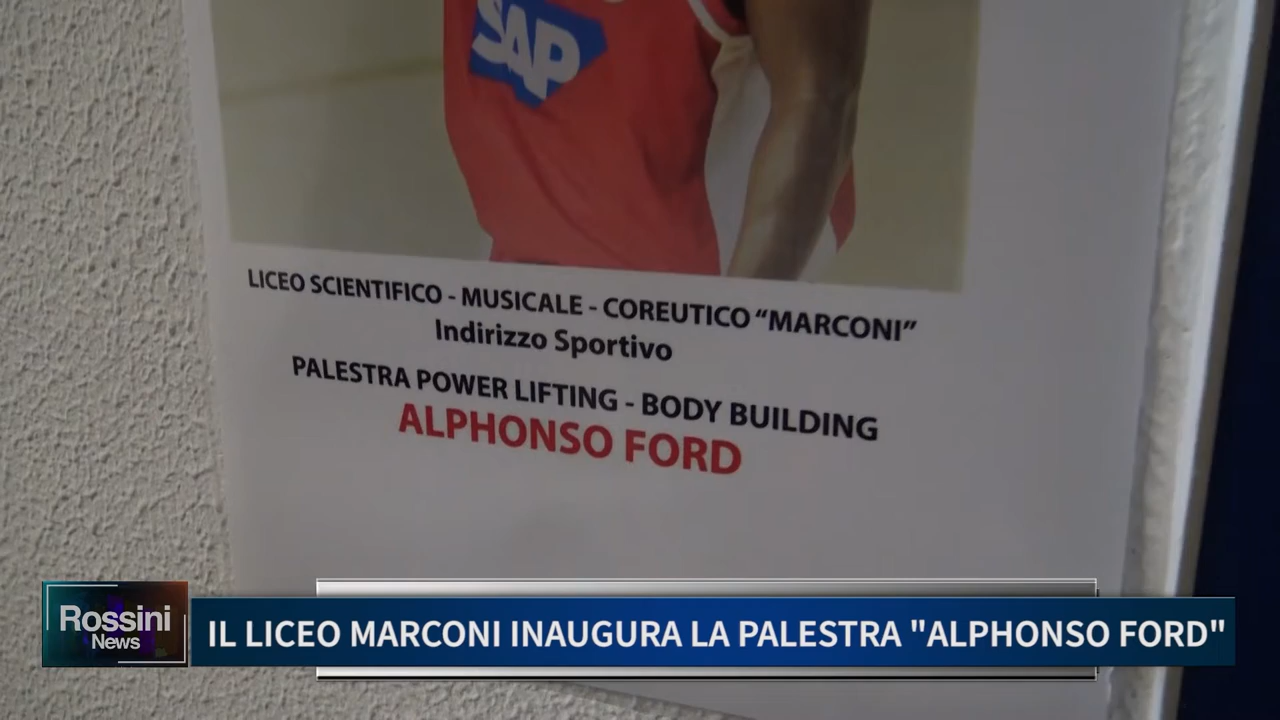 SAP
LICEO SCIENTIFICO - MUSICALE - COREUTICO “MARCONI”
Indirizzo Sportivo
PALESTRA POWER LIFTING - BODY BUILDING
ALPHONSO FORD
Rossini
News
IL LICEO MARCONI INAUGURA LA PALESTRA "ALPHONSO FORD"